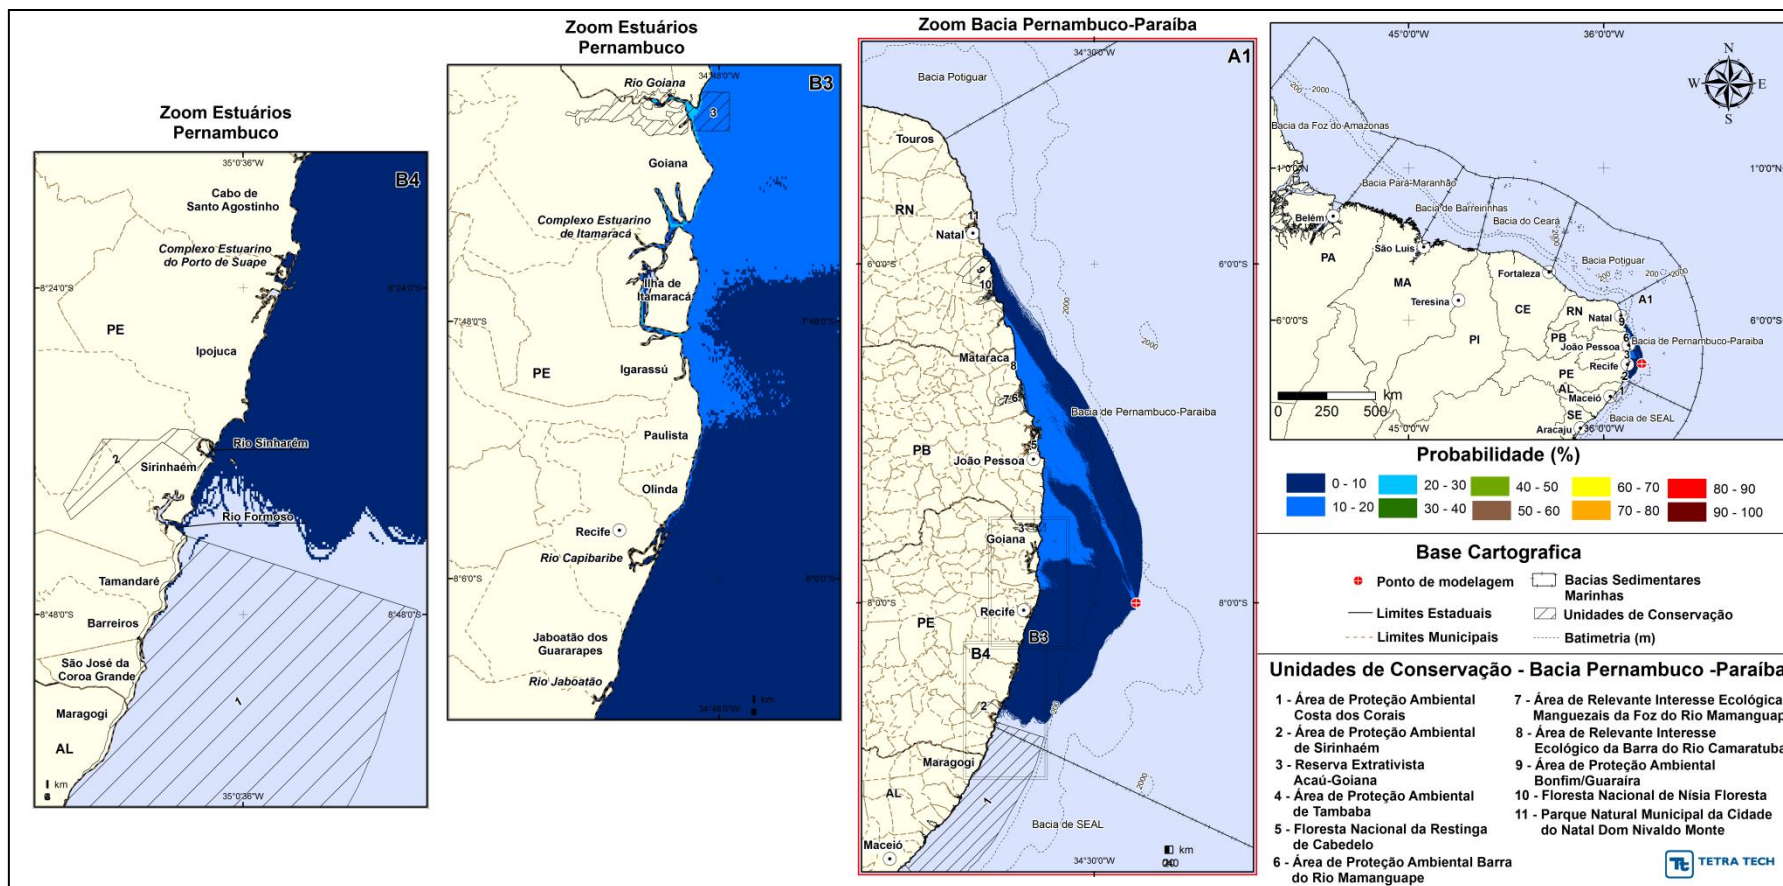 Zoom Estuários
Pernambuco
B4
35°0'36"W
Cabo de
Santo Agostinho
Complexo Estuarino
do Porto de Suape
8°24'0"S
8°24'0"S
PE
Ipojuca
Rio Sinharém
2
Sirinhaém
Rio Formoso
Tamandaré
8°48'0"S
8°48'0"S
Barreiros
São José da
Coroa Grande
1
Maragogi
AL
km
35°0'36"W
Zoom Estuários
Pernambuco
B3
34°48'0"W
Rio Goiana
3
Goiana
Complexo Estuarino
de Itamaracá
Ilha de
Itamaracá
7°48'0"S
7°48'0"S
PE
Igarassú
Paulista
Olinda
Recife
Rio Capibaribe
8°6'0"S
8°6'0"S
Jaboatão dos
Guararapes
Rio Jaboatão
km
34°48'0"W
Zoom Bacia Pernambuco-Paraíba
A1
34°30'0"W
Bacia Potiguar
Touros
RN
11
Natal
6°0'0"S
6°0'0"S
9
10
2000
2000
Mataraca
8
7
6
Bacia de Pernambuco-Paraíba
PB
5
João Pessoa
3
Goiana
8°0'0"S
8°0'0"S
Recife
PE
B3
B4
2
200
Maragogi
2000
AL
1
Bacia de SEAL
Maceió
km
34°30'0"W
45°0'0"W
36°0'0"W
N
W
E
S
200
2000
Bacia da Foz do Amazonas
1°0'0"N
1°0'0"N
Bacia Pará-Maranhão
Bacia de Barreirinhas
Belém
Bacia do Ceará
2000
São Luis
Bacia Potiguar
Fortaleza
200
200
2000
PA
MA
Teresina
CE
A1
RN
Natal
9
6°0'0"S
6°0'0"S
PI
PB
6
João Pessoa
Bacia de Pernambuco-Paraiba
3
Recife
PE
2
AL
1
Maceió
SE
Bacia de SEAL
Aracaju
km
0
250
500
45°0'0"W
36°0'0"W
Probabilidade (%)
0 - 10
20 - 30
40 - 50
60 - 70
80 - 90
10 - 20
30 - 40
50 - 60
70 - 80
90 - 100
Base Cartografica
Ponto de modelagem
Bacias Sedimentares
Marinhas
Limites Estaduais
Unidades de Conservação
Limites Municipais
Batimetria (m)
Unidades de Conservação - Bacia Pernambuco -Paraíba
1 - Área de Proteção Ambiental
Costa dos Corais
2 - Área de Proteção Ambiental
de Sirinhaém
3 - Reserva Extrativista
Acaú-Goiana
4 - Área de Proteção Ambiental
de Tambaba
5 - Floresta Nacional da Restinga
de Cabedelo
6 - Área de Proteção Ambiental Barra
do Rio Mamanguape
7 - Área de Relevante Interesse Ecológica
Manguezais da Foz do Rio Mamanguap
8 - Área de Relevante Interesse
Ecológico da Barra do Rio Camaratuba
9 - Área de Proteção Ambiental
Bonfim/Guaraíra
10 - Floresta Nacional de Nísia Floresta
11 - Parque Natural Municipal da Cidade
do Natal Dom Nivaldo Monte
Tt TETRA TECH